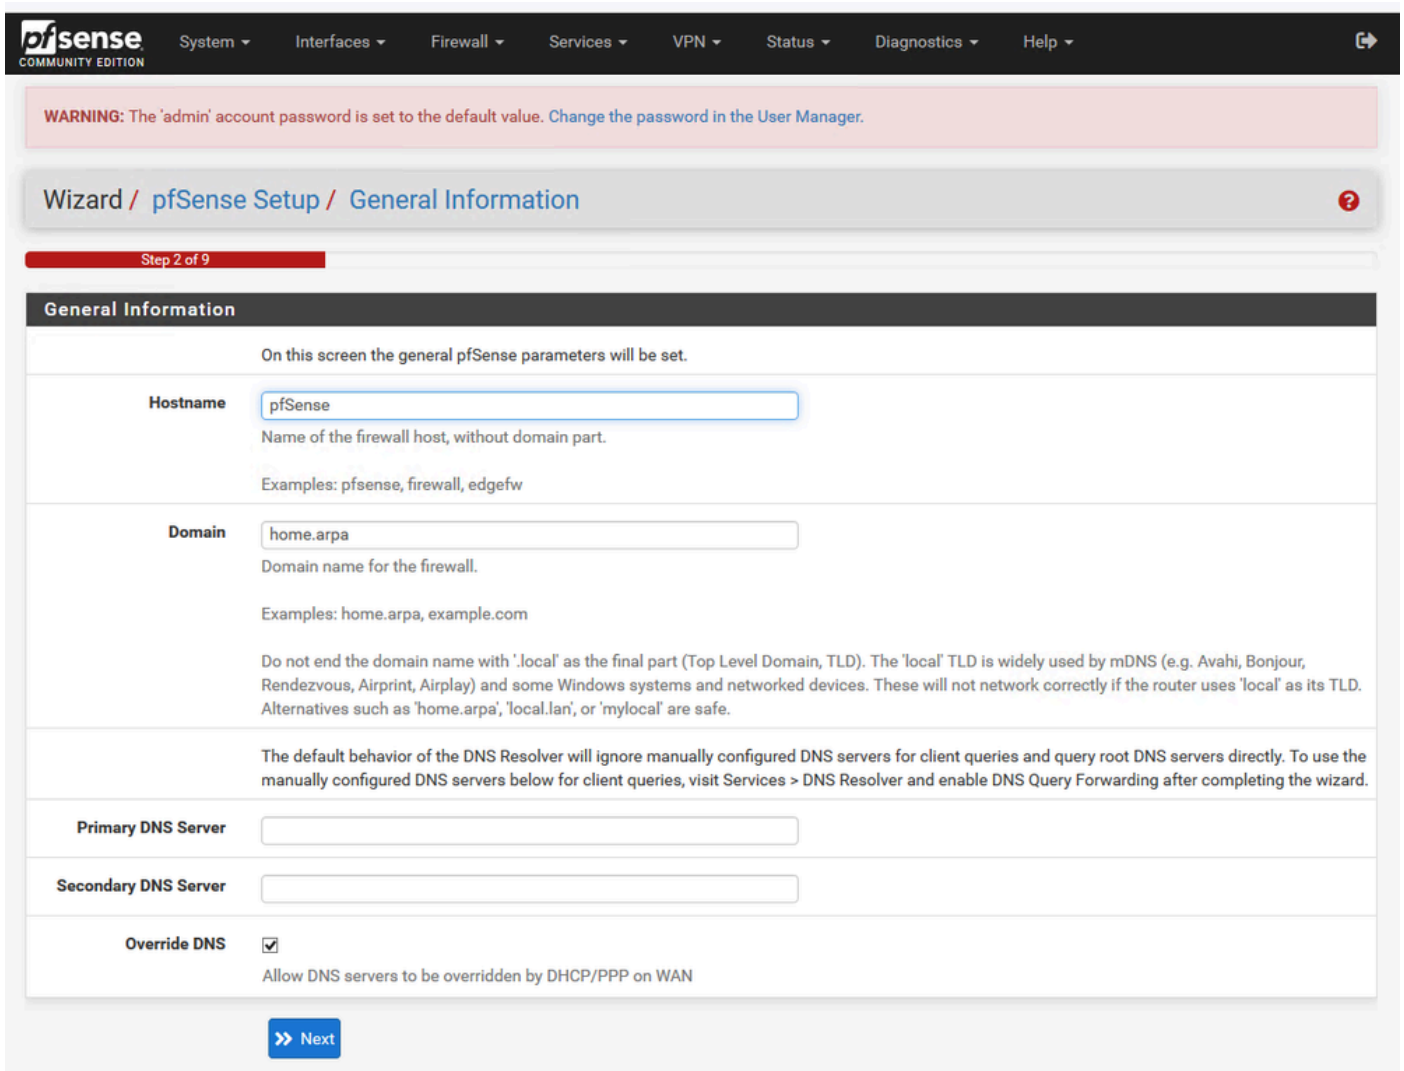 pfsense
COMMUNITY EDITION
System
Interfaces
Firewall
Services
VPN
Status
Diagnostics
Help
WARNING: The 'admin' account password is set to the default value. Change the password in the User Manager.
Wizard / pfSense Setup / General Information
Step 2 of 9
General Information
On this screen the general pfSense parameters will be set.
Hostname
pfSense
Name of the firewall host, without domain part.
Examples: pfsense, firewall, edgefw
Domain
home.arpa
Domain name for the firewall.
Examples: home.arpa, example.com
Do not end the domain name with '.local' as the final part (Top Level Domain, TLD). The 'local' TLD is widely used by mDNS (e.g. Avahi, Bonjour,
Rendezvous, Airprint, Airplay) and some Windows systems and networked devices. These will not network correctly if the router uses 'local' as its TLD.
Alternatives such as 'home.arpa', 'local.lan', or 'mylocal' are safe.
The default behavior of the DNS Resolver will ignore manually configured DNS servers for client queries and query root DNS servers directly. To use the
manually configured DNS servers below for client queries, visit Services > DNS Resolver and enable DNS Query Forwarding after completing the wizard.
Primary DNS Server
Secondary DNS Server
Override DNS
Allow DNS servers to be overridden by DHCP/PPP on WAN
Next